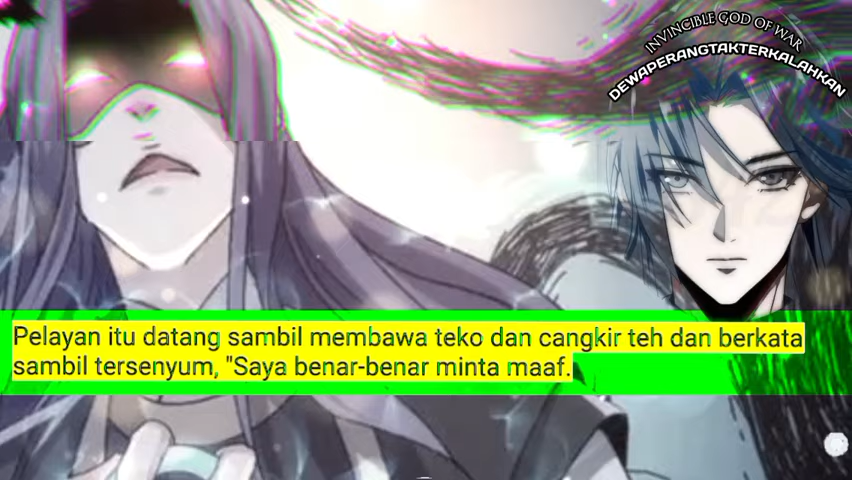 INVINCIBLE GOD OF WAR
DEWAPERANGTAKTERKALAHKAN
Pelayan itu datang sambil membawa teko dan cangkir teh dan berkata
sambil tersenyum, "Saya benar-benar minta maaf.